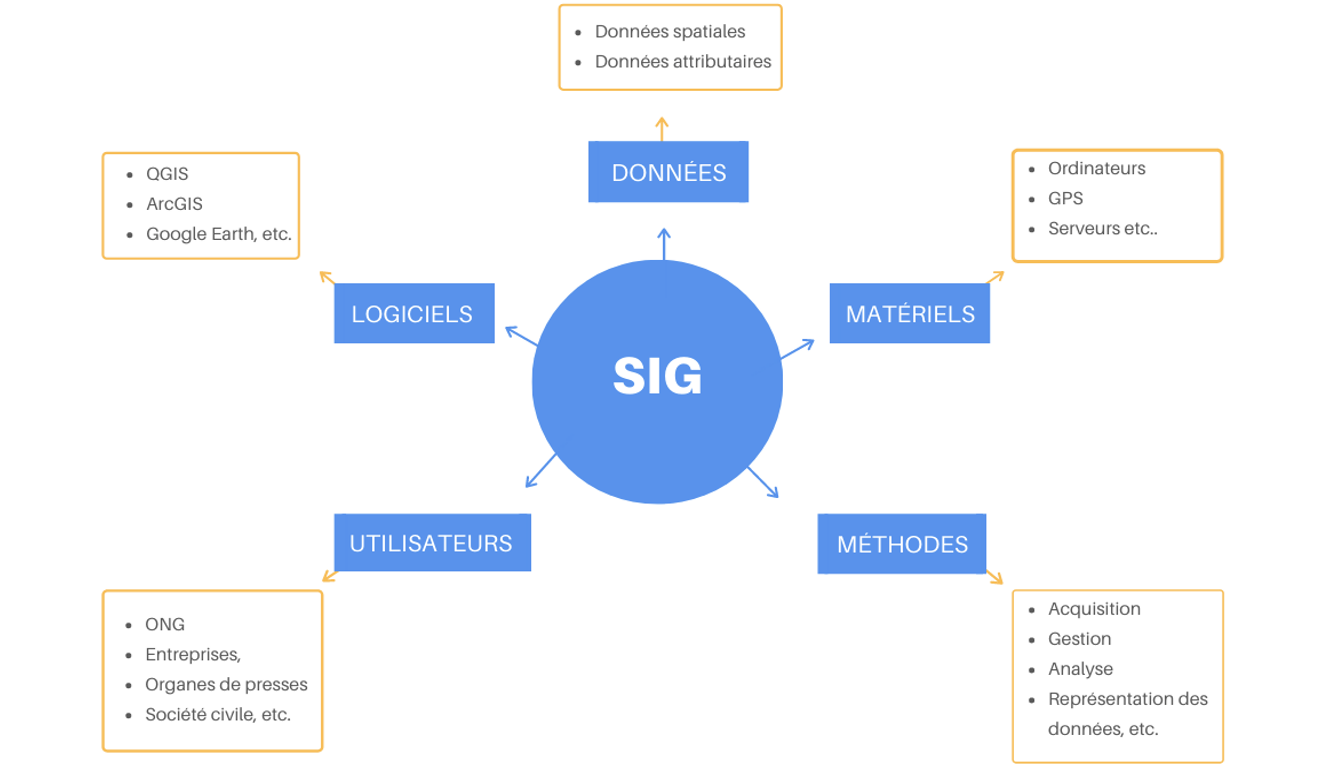 Données spatiales
Données attributaires
DONNÉES
QGIS
ArcGIS
Google Earth, etc.
LOGICIELS
Ordinateurs
GPS
Serveurs etc..
MATÉRIELS
SIG
UTILISATEURS
ONG
Entreprises,
Organes de presses
Société civile, etc.
MÉTHODES
Acquisition
Gestion
Analyse
Représentation des
données, etc.